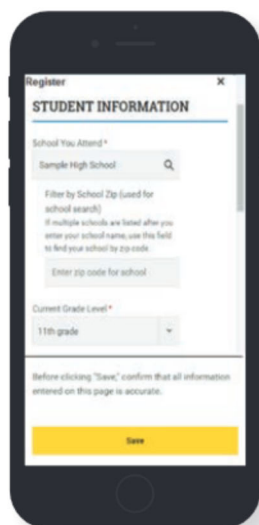 Register ×
STUDENT INFORMATION
School You Attend *
Sample High School
Filter by School Zip (used for
school search)
If multiple schools are listed after you
enter your school name, use this field
to find your school by zip code.
Enter zip code for school
Current Grade Level *
11th grade
Before clicking "Save," confirm that all information
entered on this page is accurate.
Save